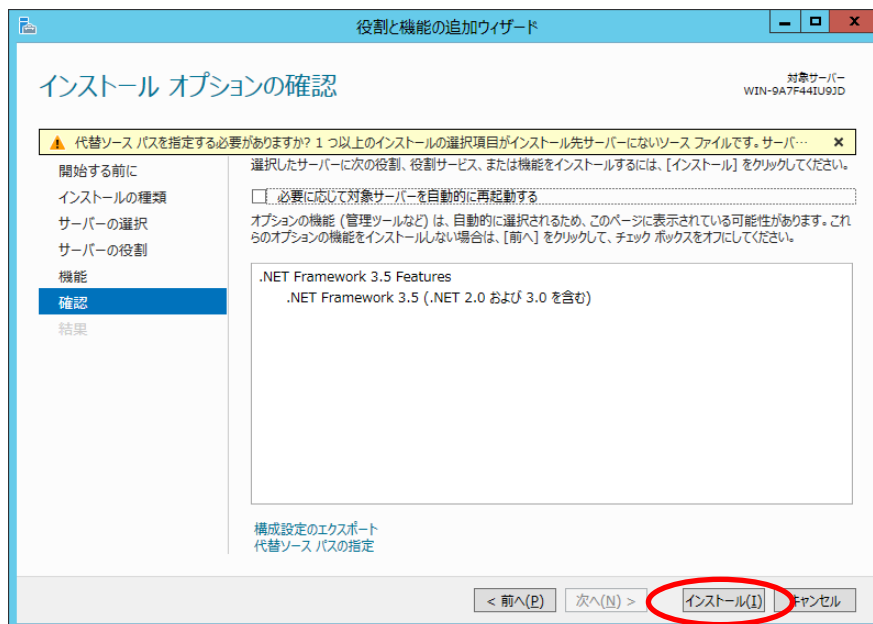 役割と機能の追加ウィザード
インストール オプションの確認
対象サーバー
WIN-9A7F44IU9JD
代替ソース パスを指定する必要がありますか? 1 つ以上のインストールの選択項目がインストール先サーバーにないソース ファイルです。サーバ…
開始する前に
インストールの種類
サーバーの選択
サーバーの役割
機能
確認
結果
選択したサーバーに次の役割、役割サービス、または機能をインストールするには、[インストール] をクリックしてください。
必要に応じて対象サーバーを自動的に再起動する
オプションの機能 (管理ツールなど) は、自動的に選択されるため、このページに表示されている可能性があります。これ
らのオプションの機能をインストールしない場合は、[前へ] をクリックして、チェック ボックスをオフにしてください。
.NET Framework 3.5 Features
.NET Framework 3.5 (.NET 2.0 および 3.0 を含む)
構成設定のエクスポート
代替ソース パスの指定
< 前へ(P) 次へ(N) > インストール(I) キャンセル